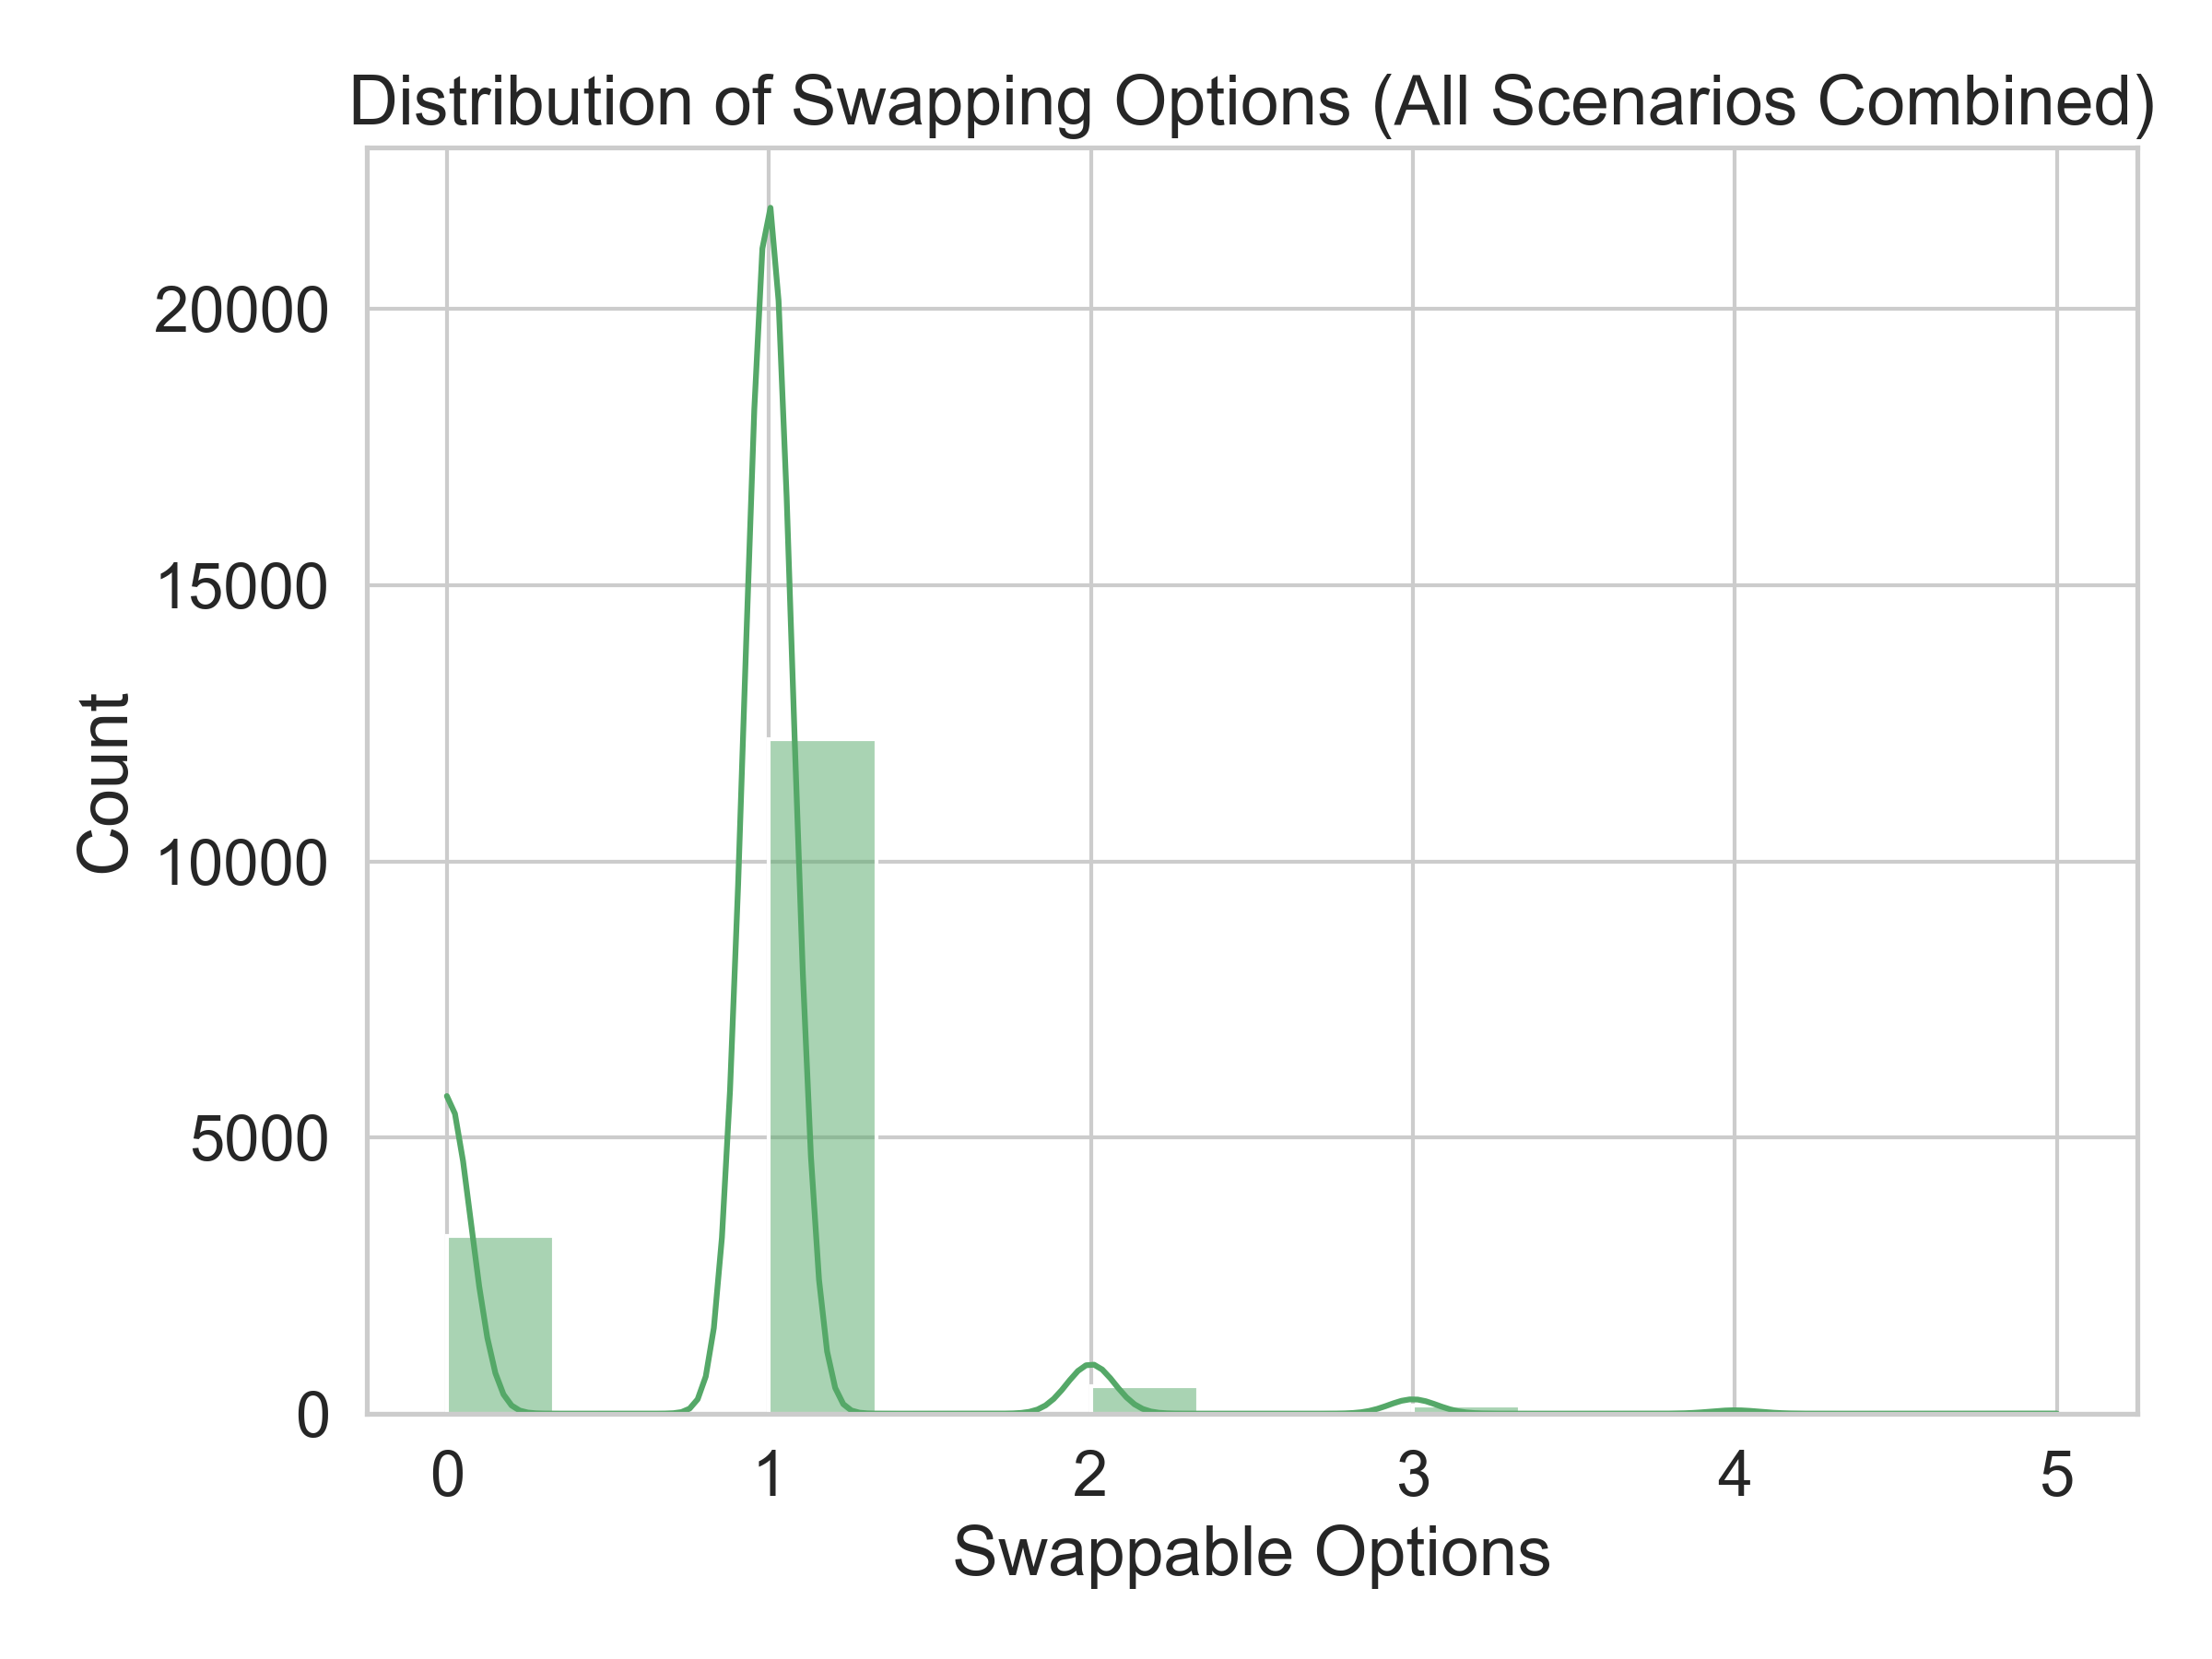 Distribution of Swapping Options (All Scenarios Combined)
Count
20000
15000
10000
5000
0
0 1 2 3 4 5
Swappable Options